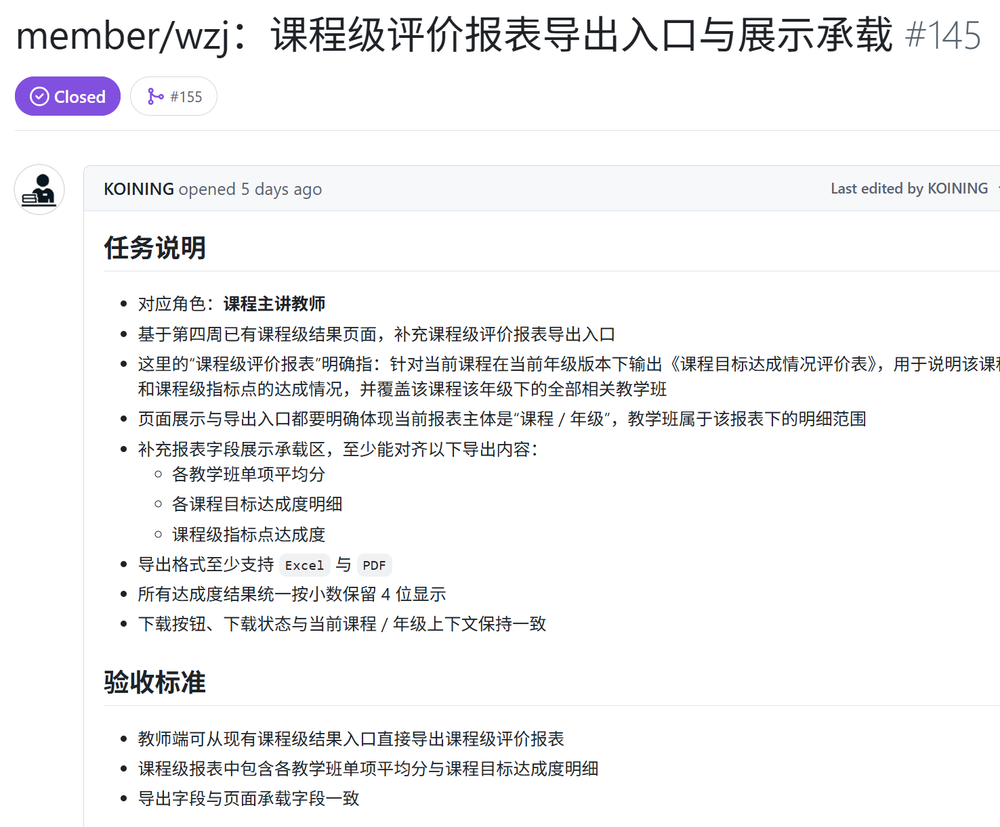 member/wzj：课程级评价报表导出入口与展示承载 #145
Closed
#155
KOINING opened 5 days ago
Last edited by KOINING
任务说明
对应角色：课程主讲教师
基于第四周已有课程级结果页面，补充课程级评价报表导出入口
这里的“课程级评价报表”明确指：针对当前课程在当前年级版本下输出《课程目标达成情况评价表》，用于说明该课
和课程级指标点的达成情况，并覆盖该课程该年级下的全部相关教学班
页面展示与导出入口都要明确体现当前报表主体是“课程 / 年级”，教学班属于该报表下的明细范围
补充报表字段展示承载区，至少能对齐以下导出内容：
各教学班单项平均分
各课程目标达成度明细
课程级指标点达成度
导出格式至少支持 Excel 与 PDF
所有达成度结果统一按小数保留 4 位显示
下载按钮、下载状态与当前课程 / 年级上下文保持一致
验收标准
教师端可从现有课程级结果入口直接导出课程级评价报表
课程级报表中包含各教学班单项平均分与课程目标达成度明细
导出字段与页面承载字段一致